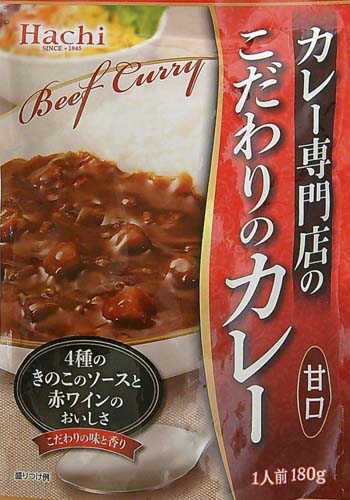 Hachi
SINCE・1845
Beef Curry
カレー専門店の
こだわりのカレー
甘口
4種の
きのこのソースと
赤ワインの
おいしさ
こだわりの味と香り
盛りつけ例
1人前180g